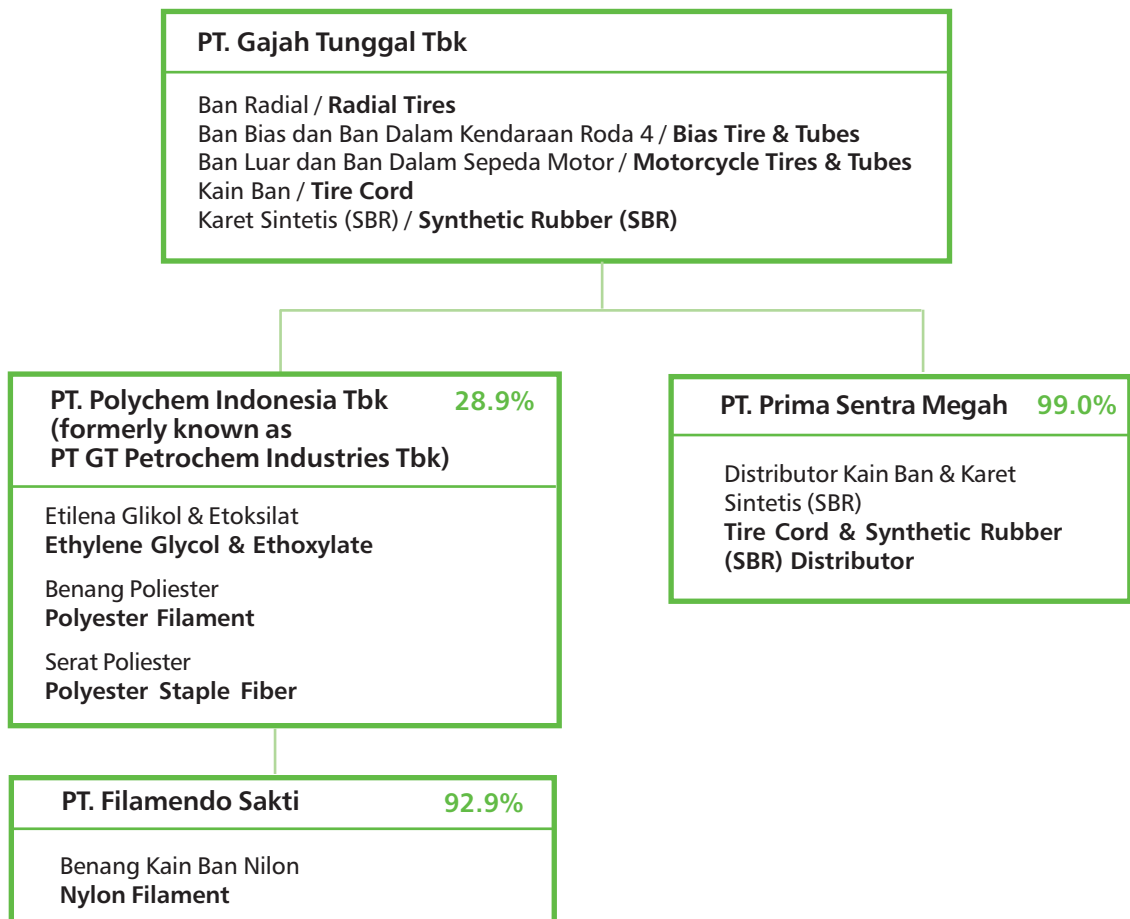 PT. Gajah Tunggal Tbk
Ban Radial / Radial Tires
Ban Bias dan Ban Dalam Kendaraan Roda 4 / Bias Tire & Tubes
Ban Luar dan Ban Dalam Sepeda Motor / Motorcycle Tires & Tubes
Kain Ban / Tire Cord
Karet Sintetis (SBR) / Synthetic Rubber (SBR)
PT. Polychem Indonesia Tbk 28.9%
(formerly known as
PT GT Petrochem Industries Tbk)
Etilena Glikol & Etoksilat
Ethylene Glycol & Ethoxylate
Benang Poliester
Polyester Filament
Serat Poliester
Polyester Staple Fiber
PT. Prima Sentra Megah 99.0%
Distributor Kain Ban & Karet
Sintetis (SBR)
Tire Cord & Synthetic Rubber
(SBR) Distributor
PT. Filamendo Sakti 92.9%
Benang Kain Ban Nilon
Nylon Filament